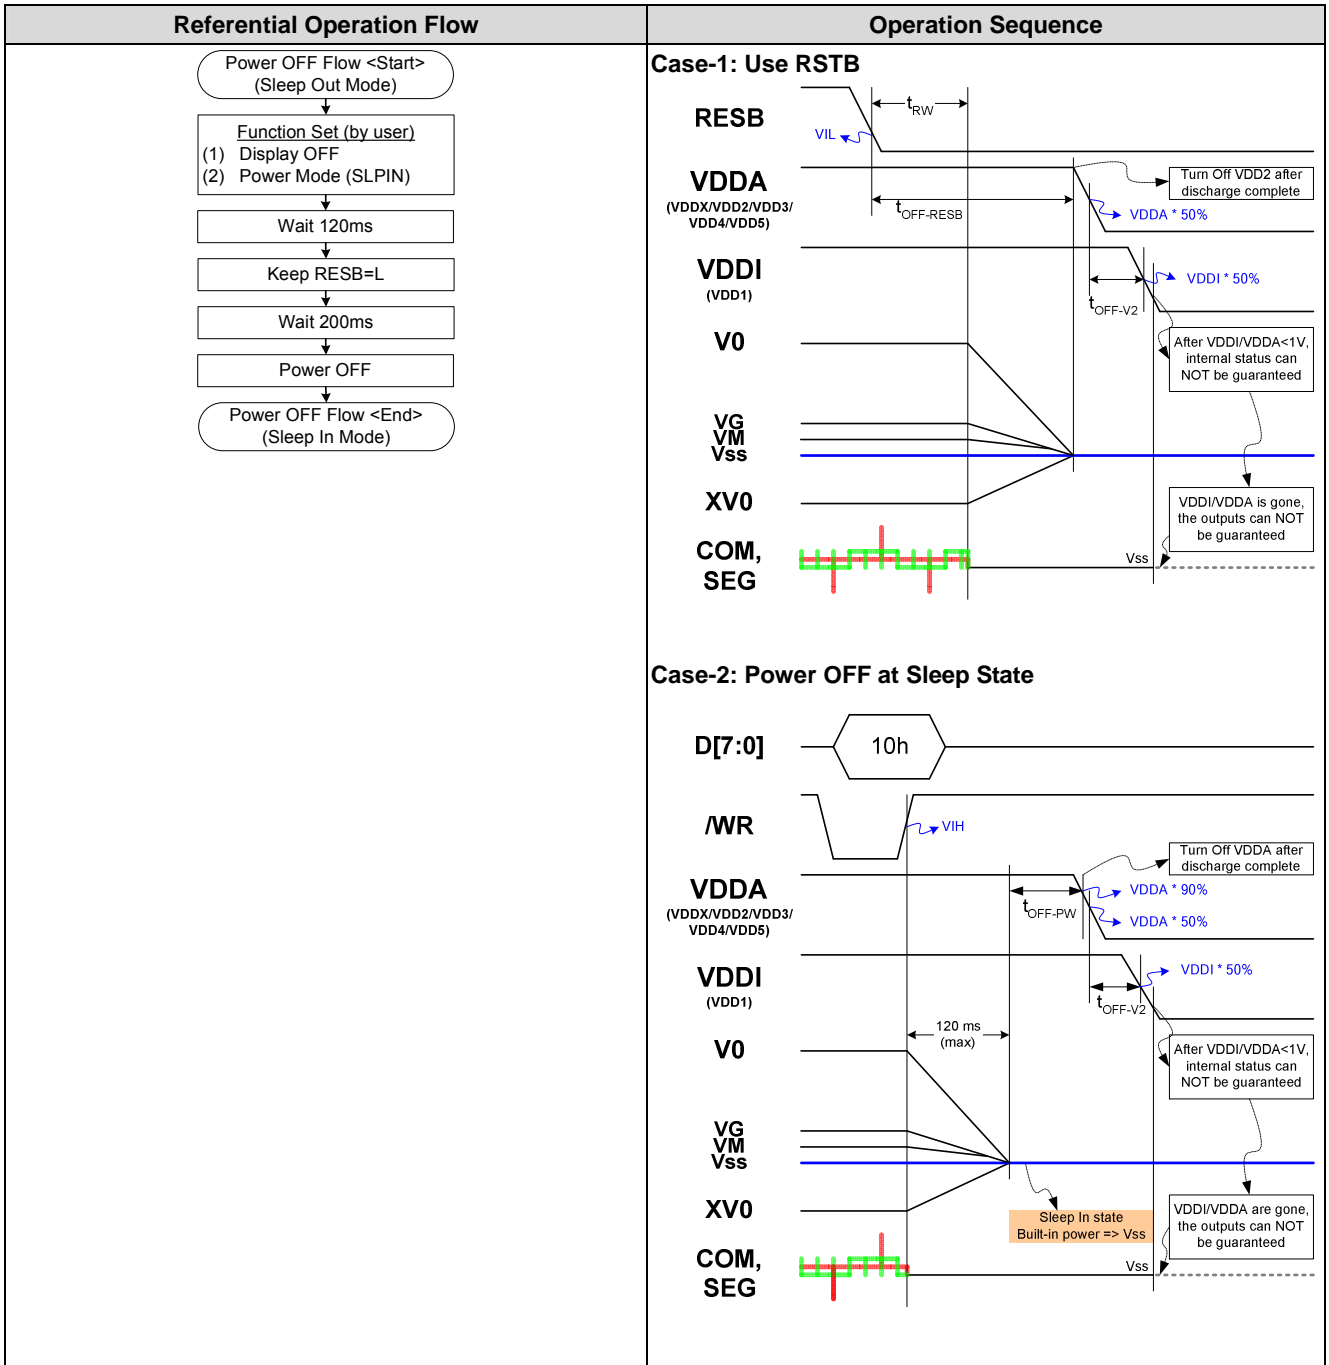 Referential Operation Flow
Operation Sequence
Power OFF Flow <Start>
(Sleep Out Mode)
Function Set (by user)
(1) Display OFF
(2) Power Mode (SLPIN)
Wait 120ms
Keep RESB=L
Wait 200ms
Power OFF
Power OFF Flow <End>
(Sleep In Mode)
Case-1: Use RSTB
RESB
tRW
VIL
VDDA
(VDDX/VDD2/VDD3/
VDD4/VDD5)
tOFF-RESB
Turn Off VDD2 after
discharge complete
VDDA * 50%
VDDI
(VDD1)
VDDI * 50%
tOFF-V2
V0
After VDDI/VDDA<1V,
internal status can
NOT be guaranteed
VG
VM
Vss
XV0
VDDI/VDDA is gone,
the outputs can NOT
be guaranteed
COM,
SEG
Vss
Case-2: Power OFF at Sleep State
D[7:0]
10h
/WR
VIH
Turn Off VDDA after
discharge complete
VDDA
(VDDX/VDD2/VDD3/
VDD4/VDD5)
tOFF-PW
VDDA * 90%
VDDA * 50%
VDDI
(VDD1)
VDDI * 50%
tOFF-V2
120 ms
(max)
V0
After VDDI/VDDA<1V,
internal status can
NOT be guaranteed
VG
VM
Vss
XV0
Sleep In state
Built-in power => Vss
VDDI/VDDA are gone,
the outputs can NOT
be guaranteed
COM,
SEG
Vss